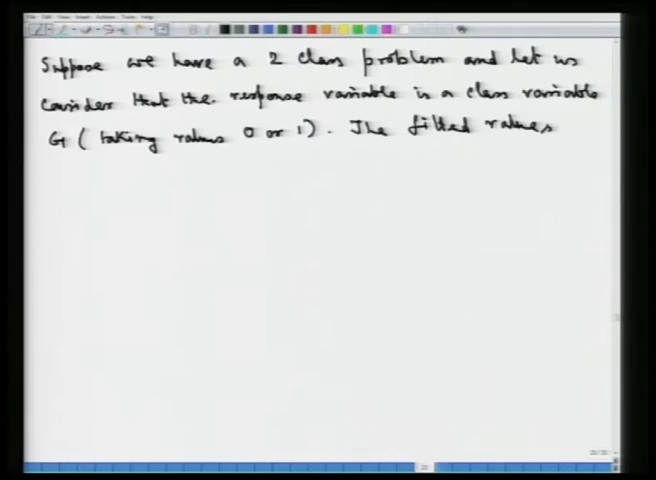 Suppose we have a 2 class problem and let us
consider that the response variable is a class variable
G (taking values 0 or 1). The fitted values